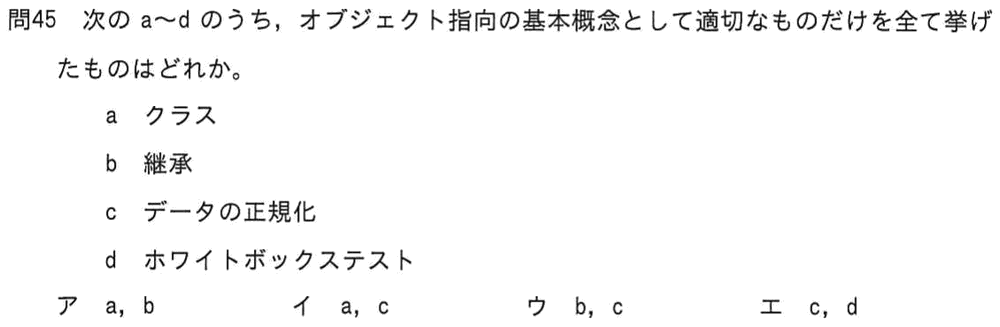 問45 次の a～d のうち，オブジェクト指向の基本概念として適切なものだけを全て挙げ
たものはどれか。
a クラス
b 継承
c データの正規化
d ホワイトボックステスト
ア a，b イ a，c ウ b，c エ c，d